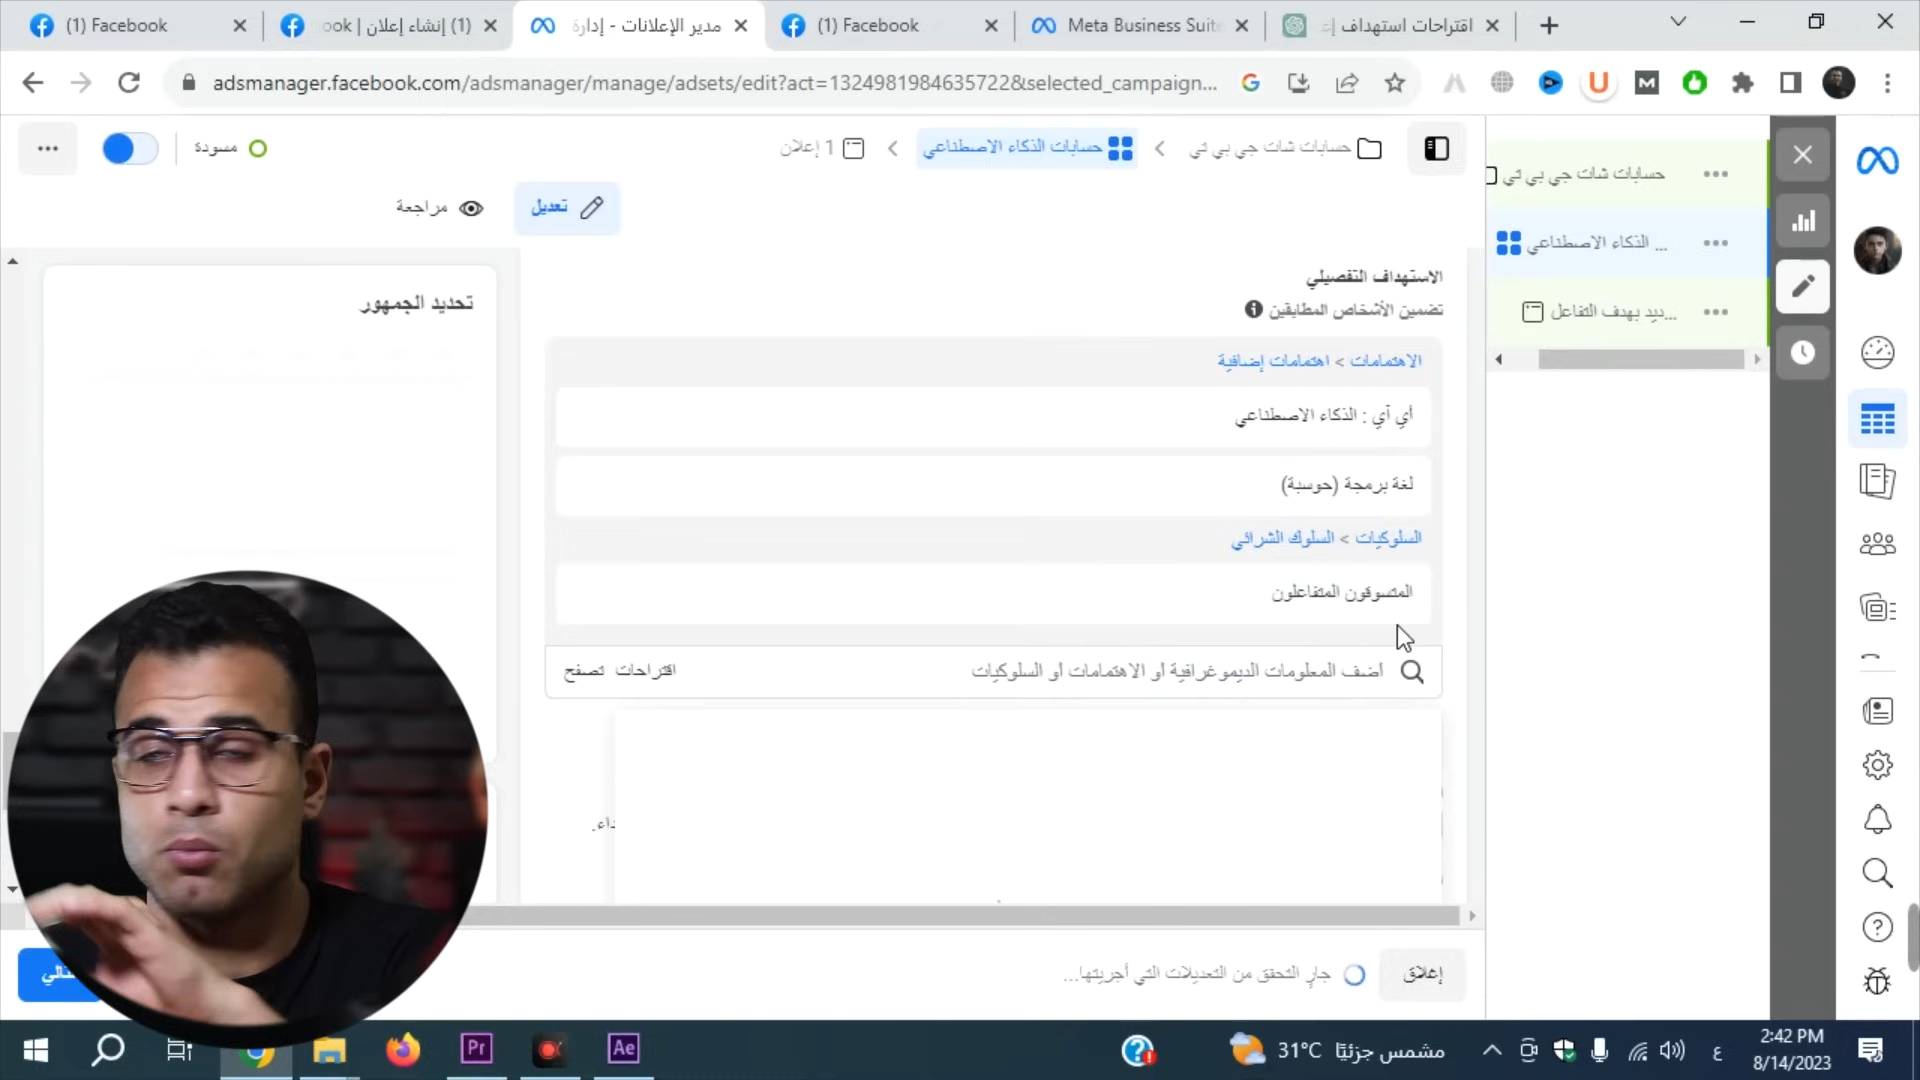 (1) Facebook
(1) إنشاء إعلان | ook
مدير الإعلانات - إدارة
(1) Facebook
Meta Business Suite
اقتراحات استهداف إع
adsmanager.facebook.com/adsmanager/manage/adsets/edit?act=1324981984635722&selected_campaign...
حسابات شات جي بي تي
حسابات الذكاء الاصطناعي
1 إعلان
مسودة
تعديل
مراجعة
حسابات شات جي بي تي
الذكاء الاصطناعي ...
...ديد بهدف التفاعل
تحديد الجمهور
الاستهداف التفصيلي
تضمين الأشخاص المطابقين
الاهتمامات > اهتمامات إضافية
أي آي : الذكاء الاصطناعي
لغة برمجة (حوسبة)
السلوكيات > السلوك الشرائي
المتسوقون المتفاعلون
أضف المعلومات الديموغرافية أو الاهتمامات أو السلوكيات
اقتراحات تصفح
داء.
إغلاق
جارٍ التحقق من التعديلات التي أجريتها...
تالي
Pr
Ae
31°C مشمس جزئيًا
ع
2:42 PM
8/14/2023